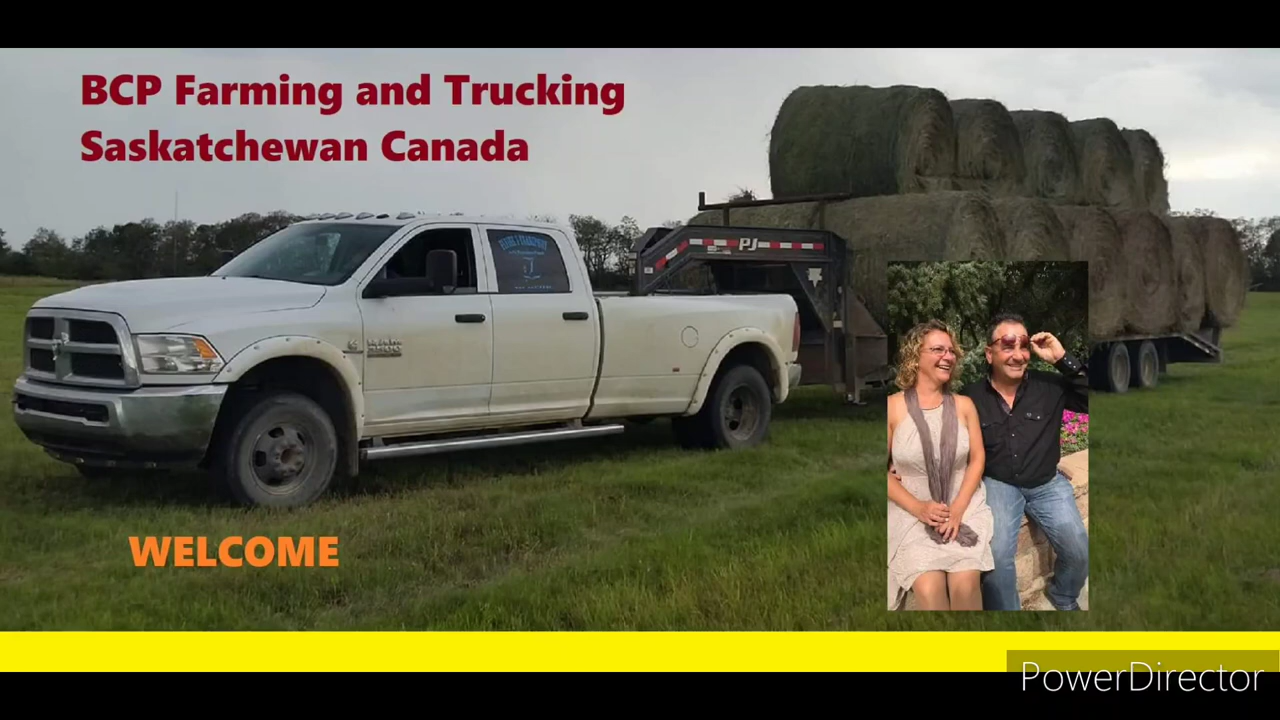 BCP Farming and Trucking
Saskatchewan Canada
PJ
WELCOME
PowerDirector